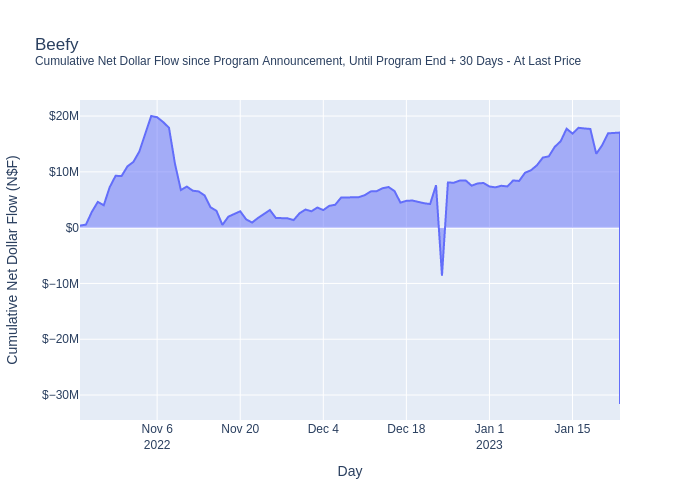 Beefy
Cumulative Net Dollar Flow since Program Announcement, Until Program End + 30 Days - At Last Price
Cumulative Net Dollar Flow (N$F)
$20M
$10M
$0
$−10M
$−20M
$−30M
Nov 6
2022
Nov 20
Dec 4
Dec 18
Jan 1
2023
Jan 15
Day